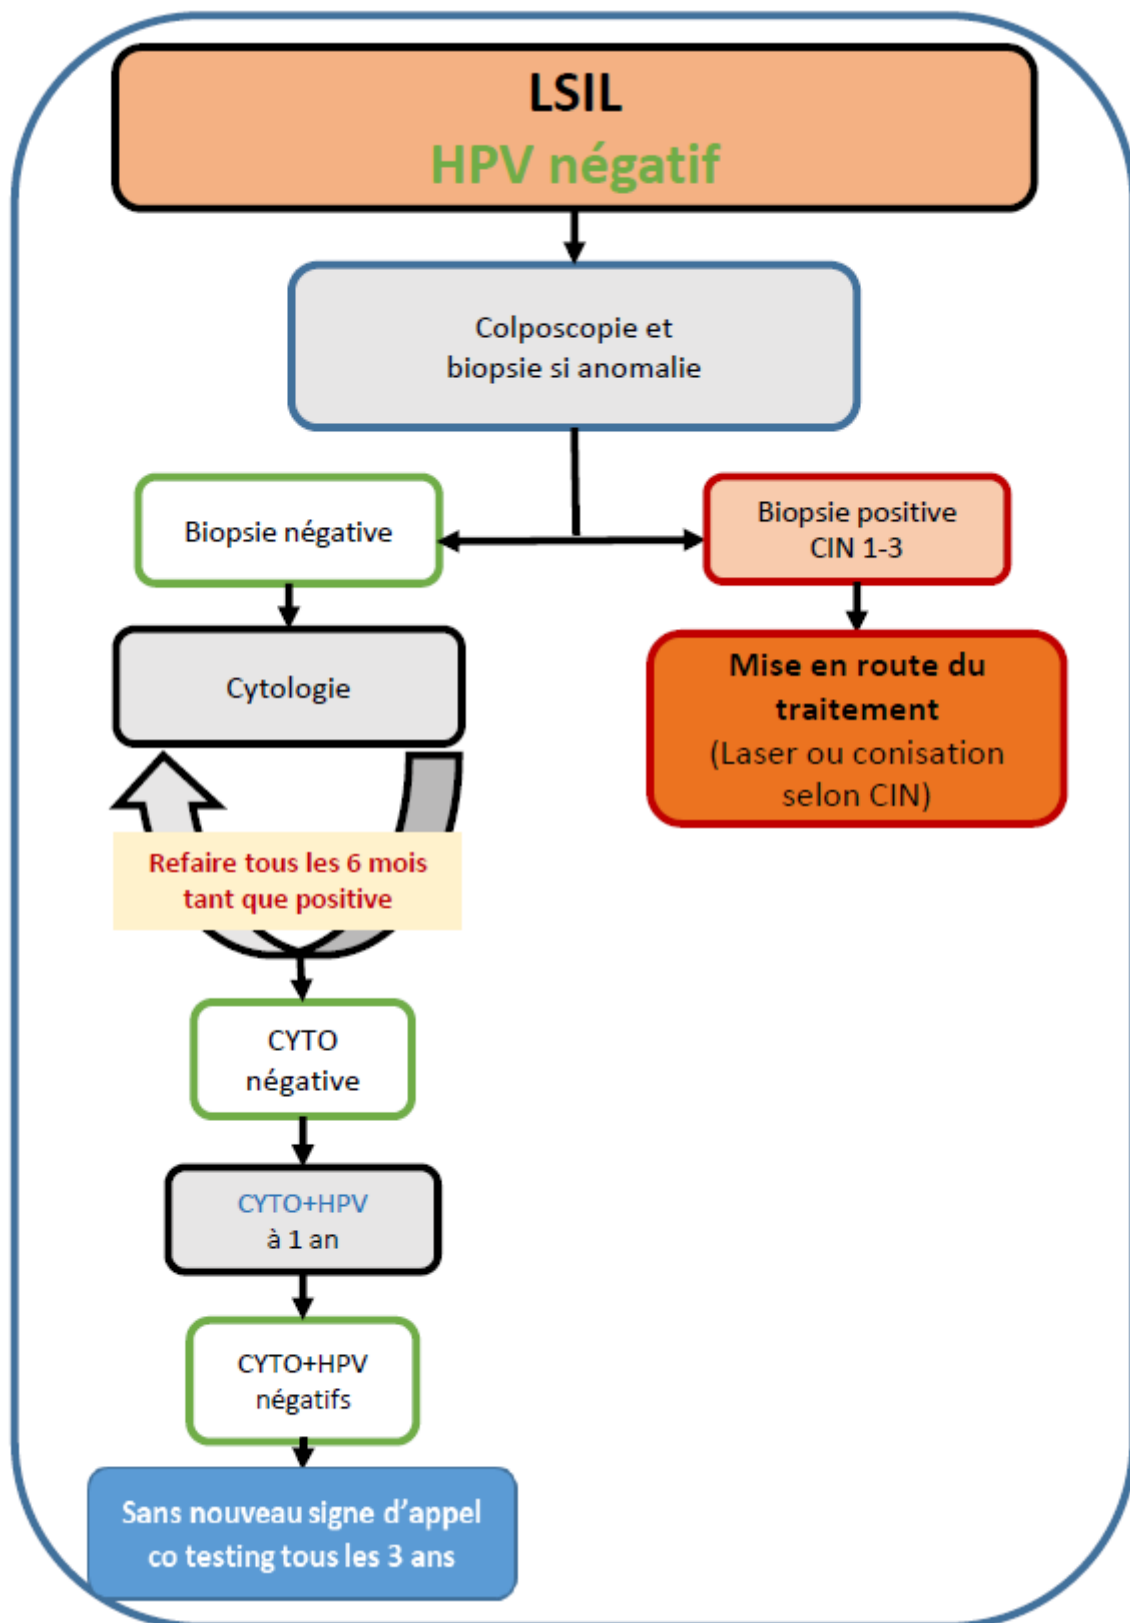 LSIL
HPV négatif
Colposcopie et
biopsie si anomalie
Biopsie négative
Biopsie positive
CIN 1-3
Cytologie
Mise en route du
traitement
(Laser ou conisation
selon CIN)
Refaire tous les 6 mois
tant que positive
CYTO
négative
CYTO+HPV
à 1 an
CYTO+HPV
négatifs
Sans nouveau signe d’appel
co testing tous les 3 ans